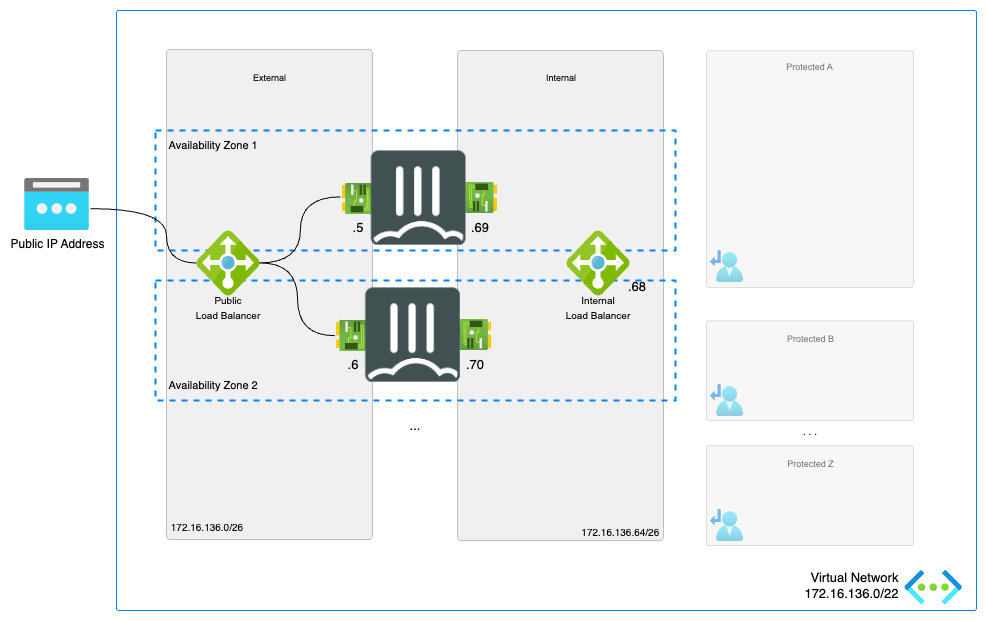 External
Internal
Protected A
Availability Zone 1
.5
.69
Public IP Address
Public
Load Balancer
Internal
Load Balancer
.68
Protected B
.6
.70
Availability Zone 2
...
...
Protected Z
172.16.136.0/26
172.16.136.64/26
Virtual Network
172.16.136.0/22